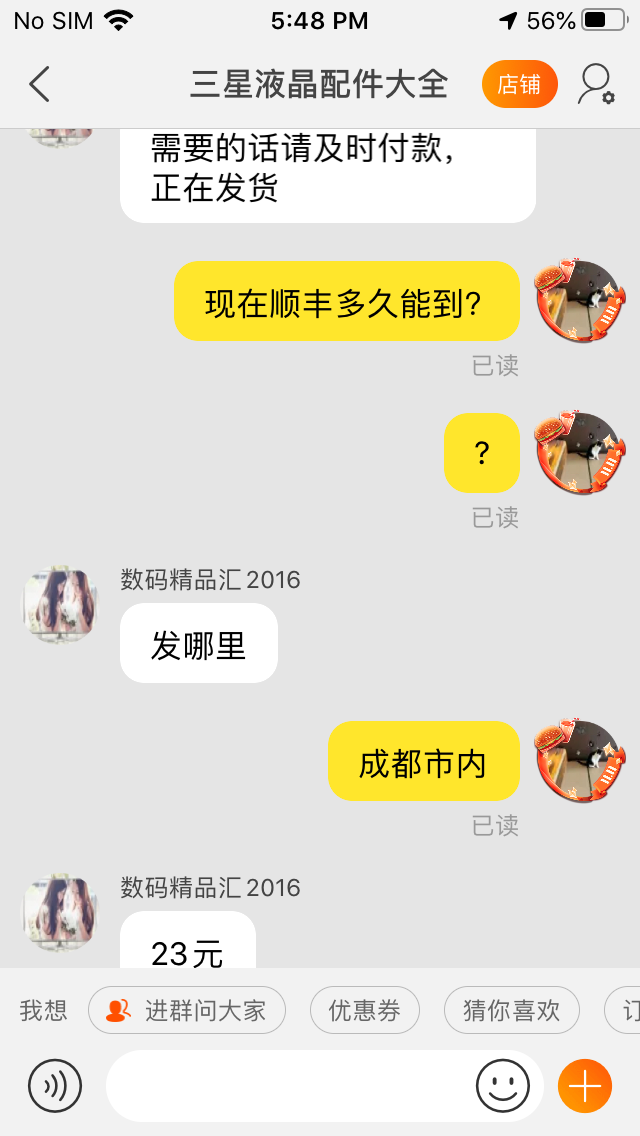 No SIM 5:48 PM 56%
三星液晶配件大全 店铺
需要的话请及时付款，
正在发货
现在顺丰多久能到?
已读
?
已读
数码精品汇2016
发哪里
成都市内
已读
数码精品汇2016
23元
我想 进群问大家 优惠券 猜你喜欢 订